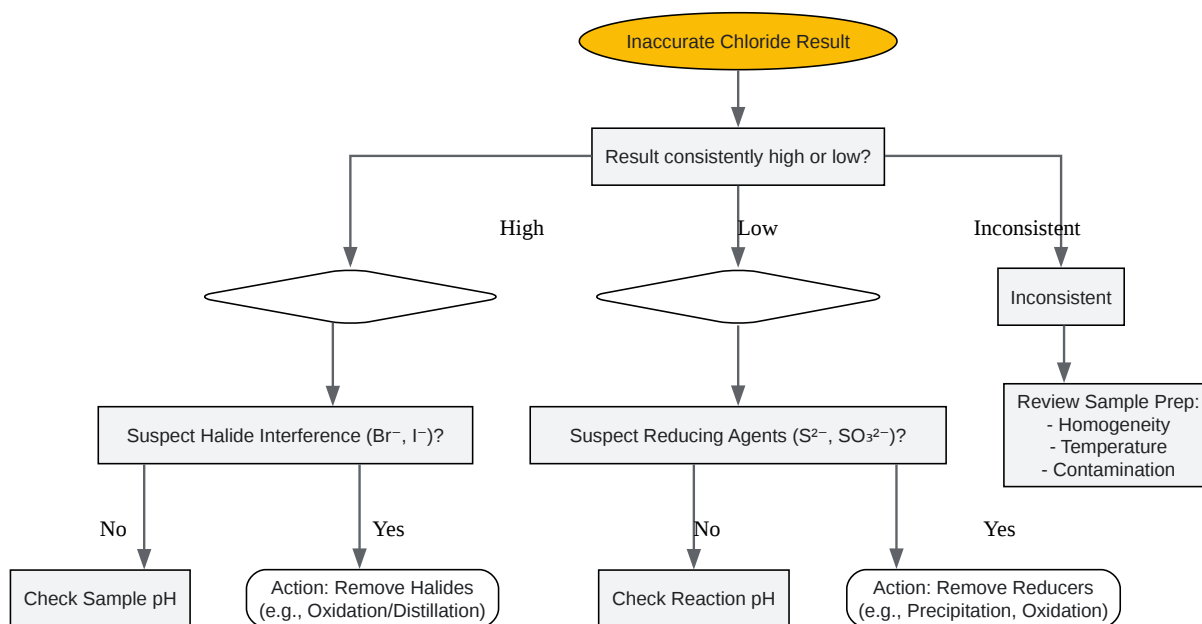 Inaccurate Chloride Result
Result consistently high or low?
High
Low
Inconsistent
Inconsistent
Suspect Halide Interference (Br⁻, I⁻)?
Suspect Reducing Agents (S²⁻, SO₃²⁻)?
Review Sample Prep:
- Homogeneity
- Temperature
- Contamination
No
Yes
No
Yes
Check Sample pH
Action: Remove Halides
(e.g., Oxidation/Distillation)
Check Reaction pH
Action: Remove Reducers
(e.g., Precipitation, Oxidation)